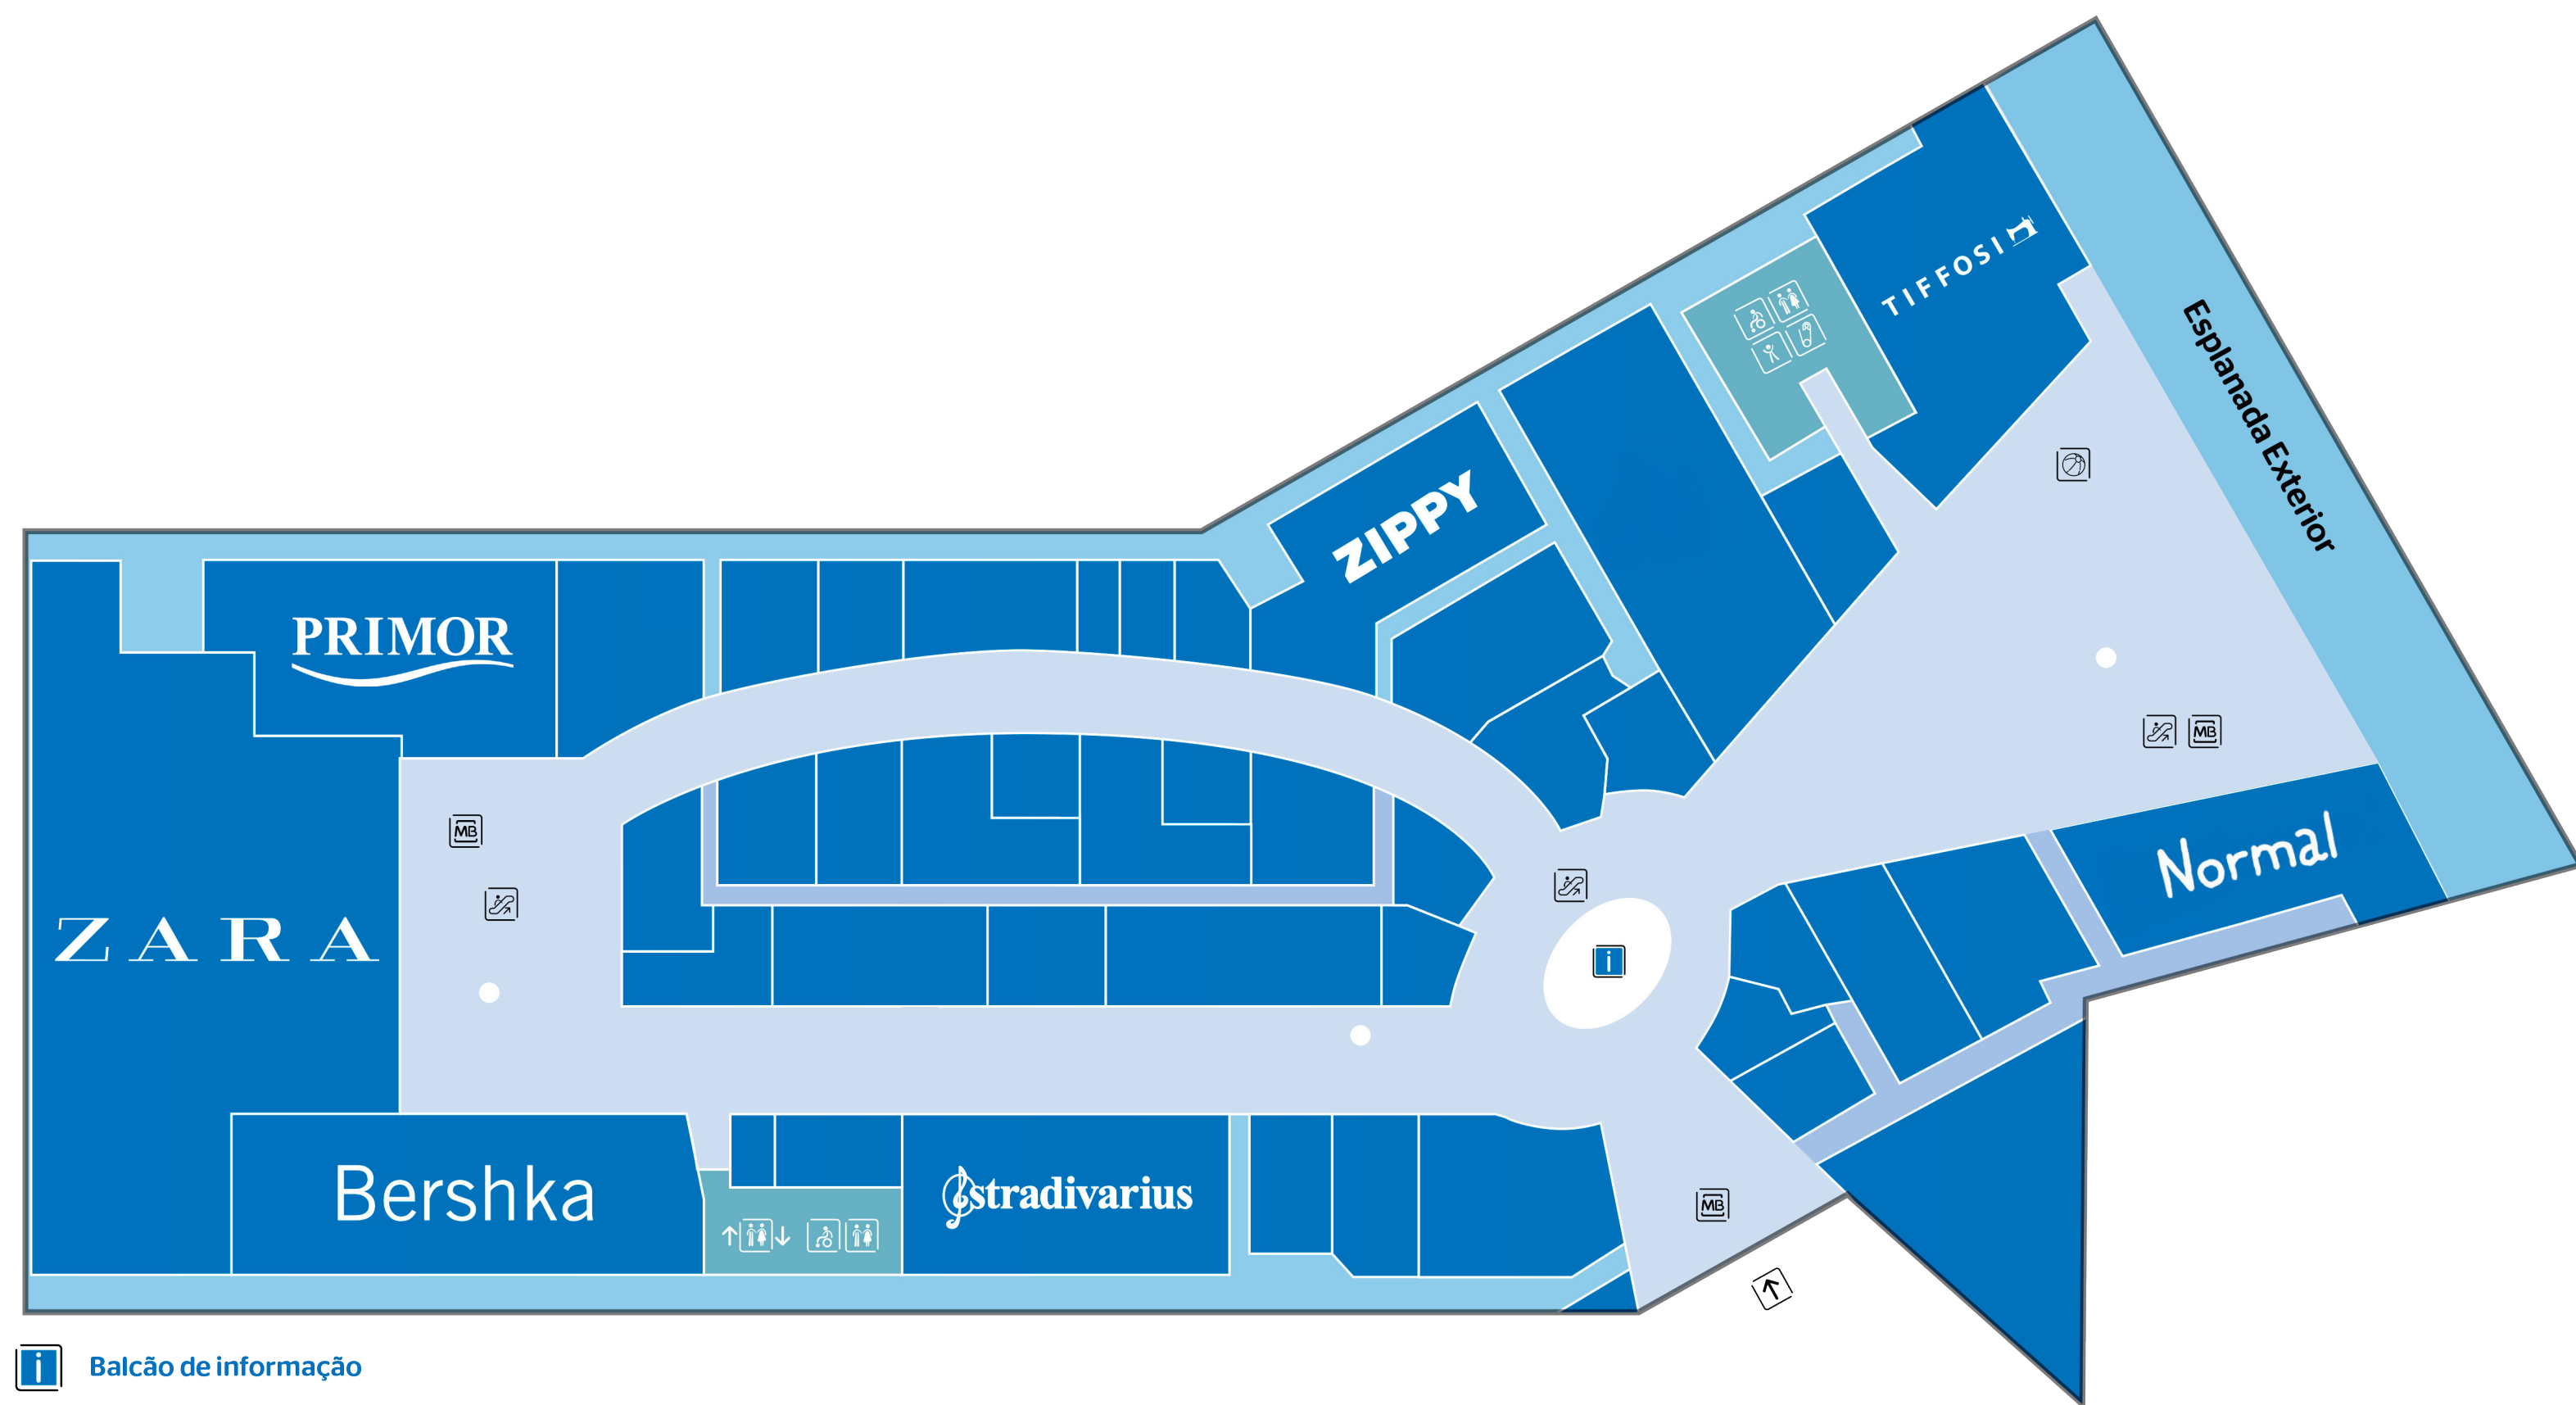 TIFFOSI
Esplanada Exterior
ZIPPY
PRIMOR
MB
MB
Normal
ZARA
i
Bershka
stradivarius
MB
i Balcão de informação